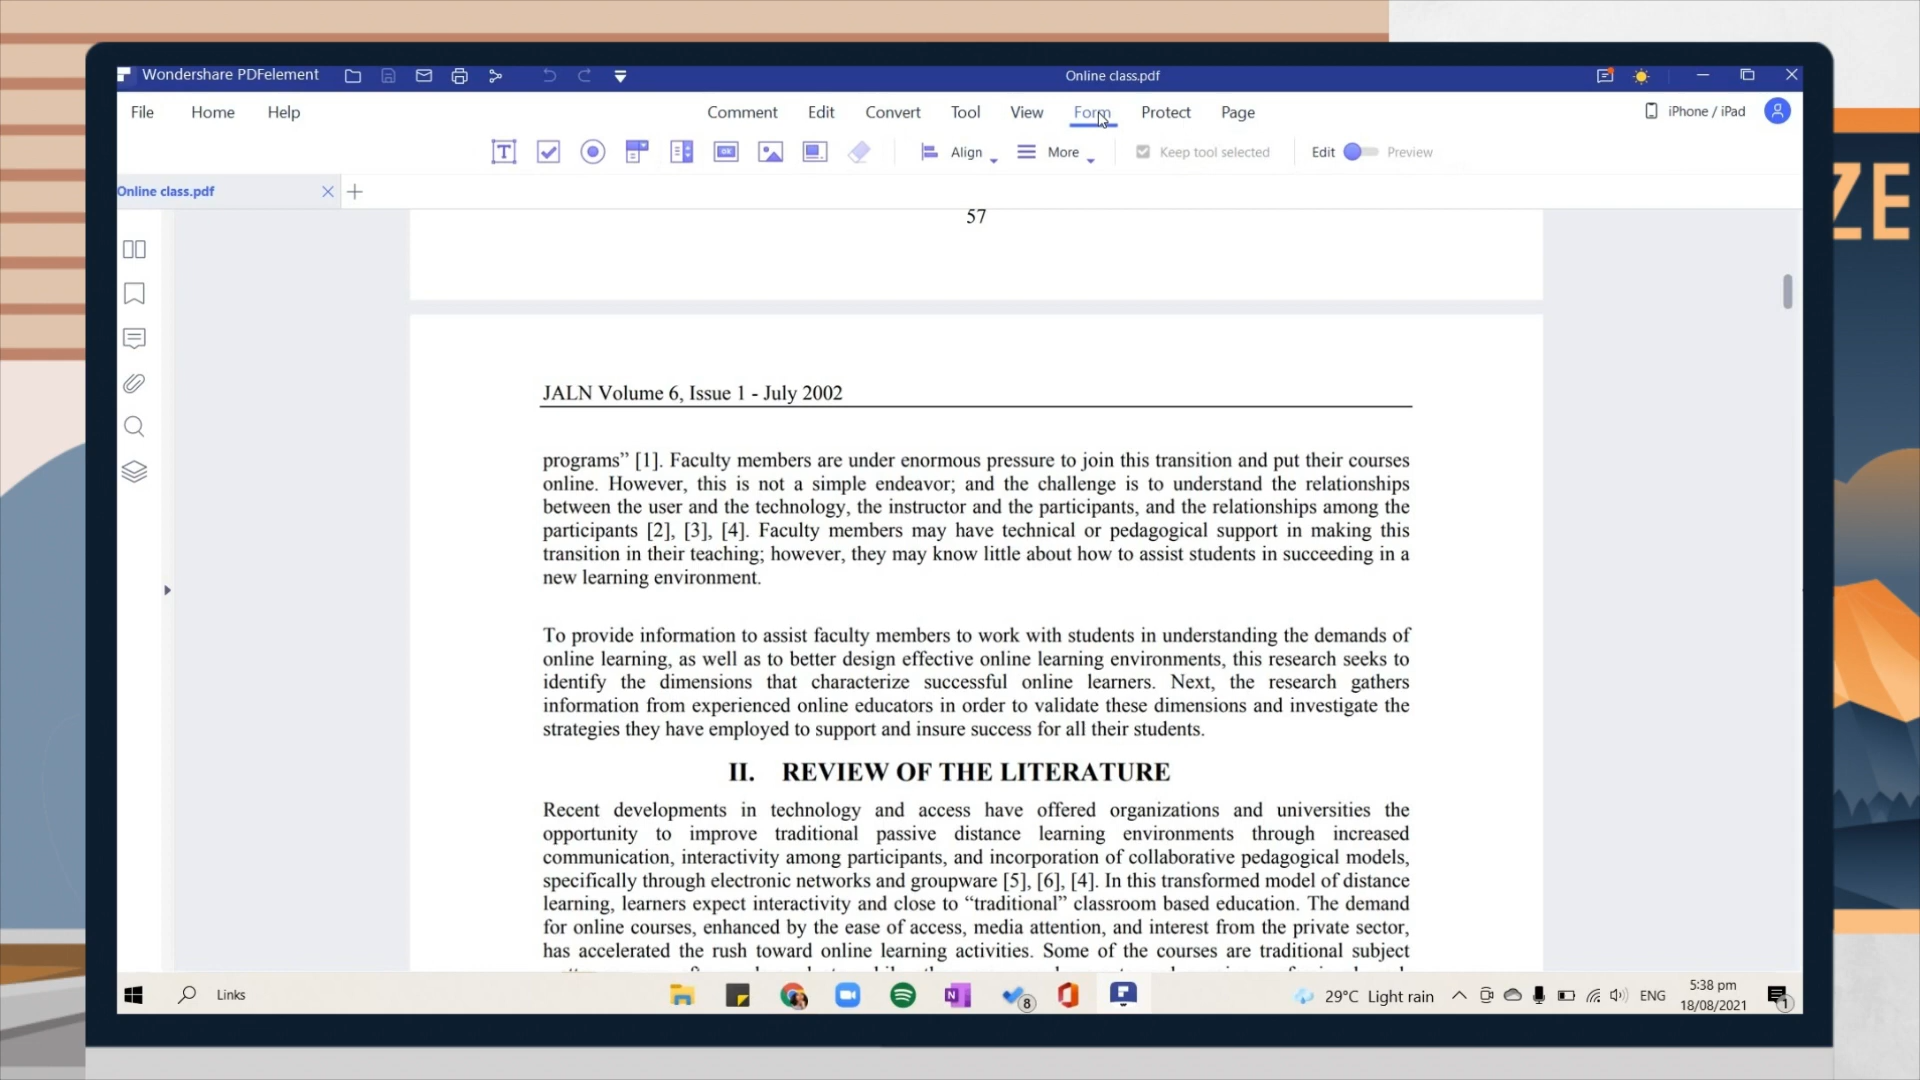 Wondershare PDFelement
Online class.pdf
File Home Help Comment Edit Convert Tool View Form Protect Page iPhone / iPad
T OK Align More Keep tool selected Edit Preview
Online class.pdf
57
JALN Volume 6, Issue 1 - July 2002
programs” [1]. Faculty members are under enormous pressure to join this transition and put their courses
online. However, this is not a simple endeavor; and the challenge is to understand the relationships
between the user and the technology, the instructor and the participants, and the relationships among the
participants [2], [3], [4]. Faculty members may have technical or pedagogical support in making this
transition in their teaching; however, they may know little about how to assist students in succeeding in a
new learning environment.
To provide information to assist faculty members to work with students in understanding the demands of
online learning, as well as to better design effective online learning environments, this research seeks to
identify the dimensions that characterize successful online learners. Next, the research gathers
information from experienced online educators in order to validate these dimensions and investigate the
strategies they have employed to support and insure success for all their students.
II. REVIEW OF THE LITERATURE
Recent developments in technology and access have offered organizations and universities the
opportunity to improve traditional passive distance learning environments through increased
communication, interactivity among participants, and incorporation of collaborative pedagogical models,
specifically through electronic networks and groupware [5], [6], [4]. In this transformed model of distance
learning, learners expect interactivity and close to “traditional” classroom based education. The demand
for online courses, enhanced by the ease of access, media attention, and interest from the private sector,
has accelerated the rush toward online learning activities. Some of the courses are traditional subject
Links
N
8
29°C Light rain
ENG
5:38 pm
18/08/2021
1
ZE